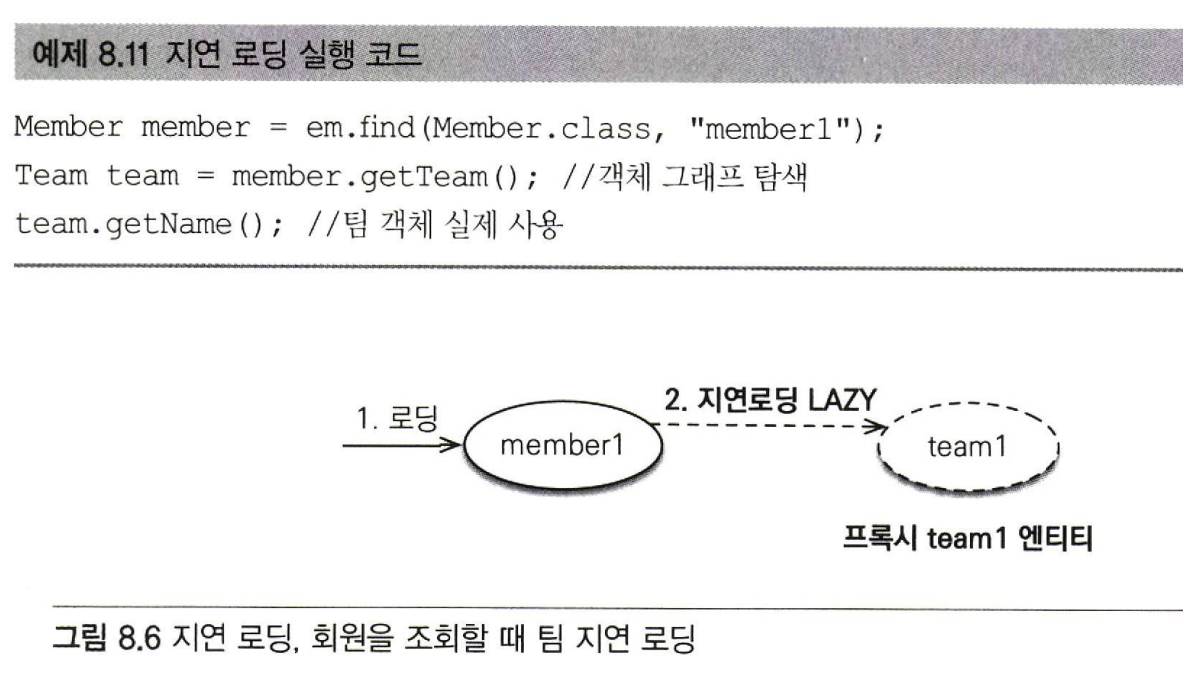 예제 8.11 지연 로딩 실행 코드
Member member = em.find(Member.class, "member1");
Team team = member.getTeam(); //객체 그래프 탐색
team.getName(); //팀 객체 실제 사용
1. 로딩
2. 지연로딩 LAZY
member1
team1
프록시 team1 엔티티
그림 8.6 지연 로딩, 회원을 조회할 때 팀 지연 로딩